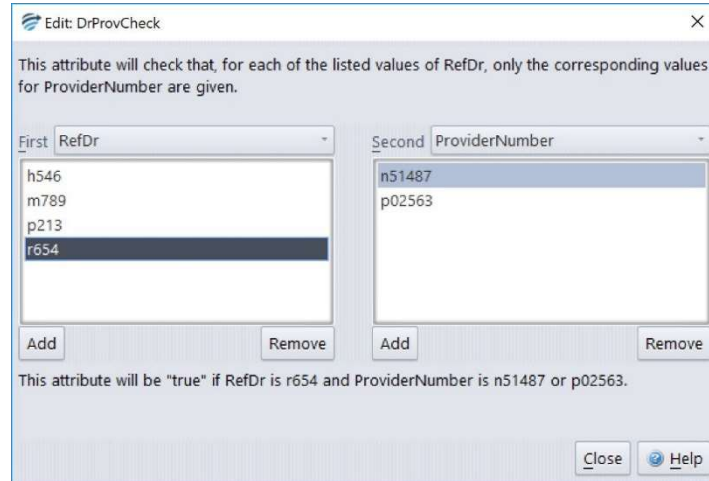 Edit: DrProvCheck
This attribute will check that, for each of the listed values of RefDr, only the corresponding values
for ProviderNumber are given.
First RefDr
Second ProviderNumber
h546
m789
p213
r654
n51487
p02563
Add
Remove
Add
Remove
This attribute will be "true" if RefDr is r654 and ProviderNumber is n51487 or p02563.
Close
Help